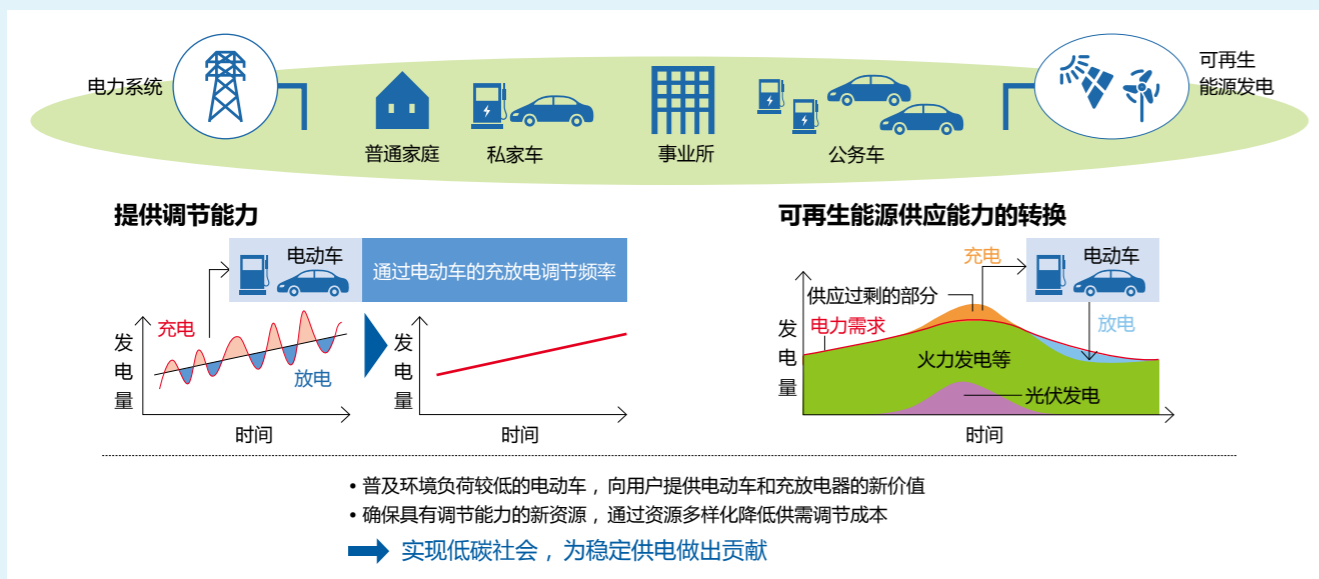 电力系统
可再生
能源发电
普通家庭
私家车
事业所
公务车
提供调节能力
电动车
通过电动车的充放电调节频率
充电
放电
发电量
时间
发电量
时间
可再生能源供应能力的转换
充电
电动车
供应过剩的部分
电力需求
放电
发电量
火力发电等
光伏发电
时间
• 普及环境负荷较低的电动车，向用户提供电动车和充放电器的新价值
• 确保具有调节能力的新资源，通过资源多样化降低供需调节成本
实现低碳社会，为稳定供电做出贡献